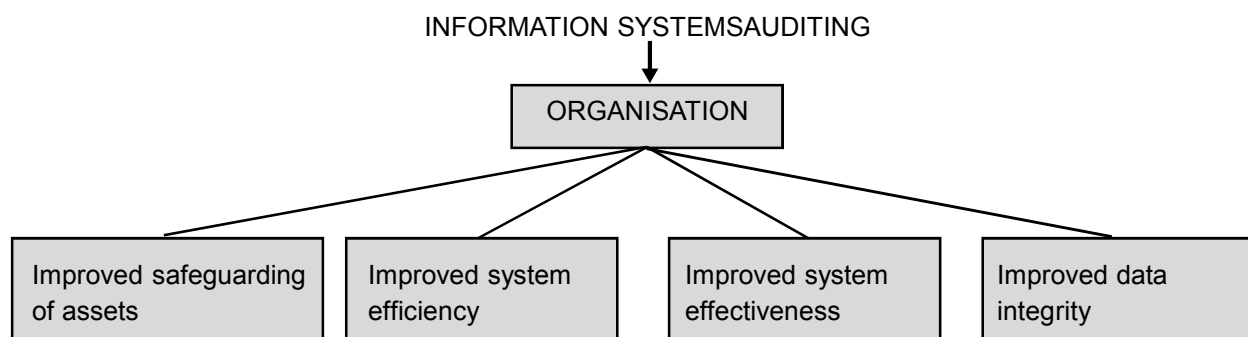 INFORMATION SYSTEMSAUDITING
ORGANISATION
Improved safeguarding
of assets
Improved system
efficiency
Improved system
effectiveness
Improved data
integrity